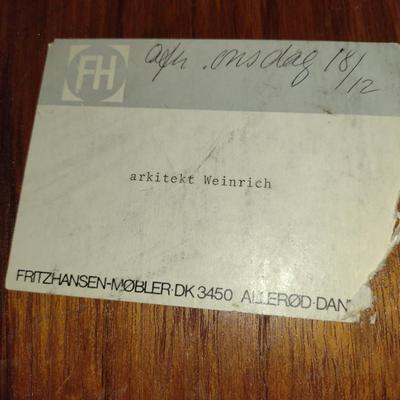 FH
afh. onsdag 18/12
arkitekt Weinrich
FRITZHANSEN-MØBLER·DK 3450 ALLERØD·DAN